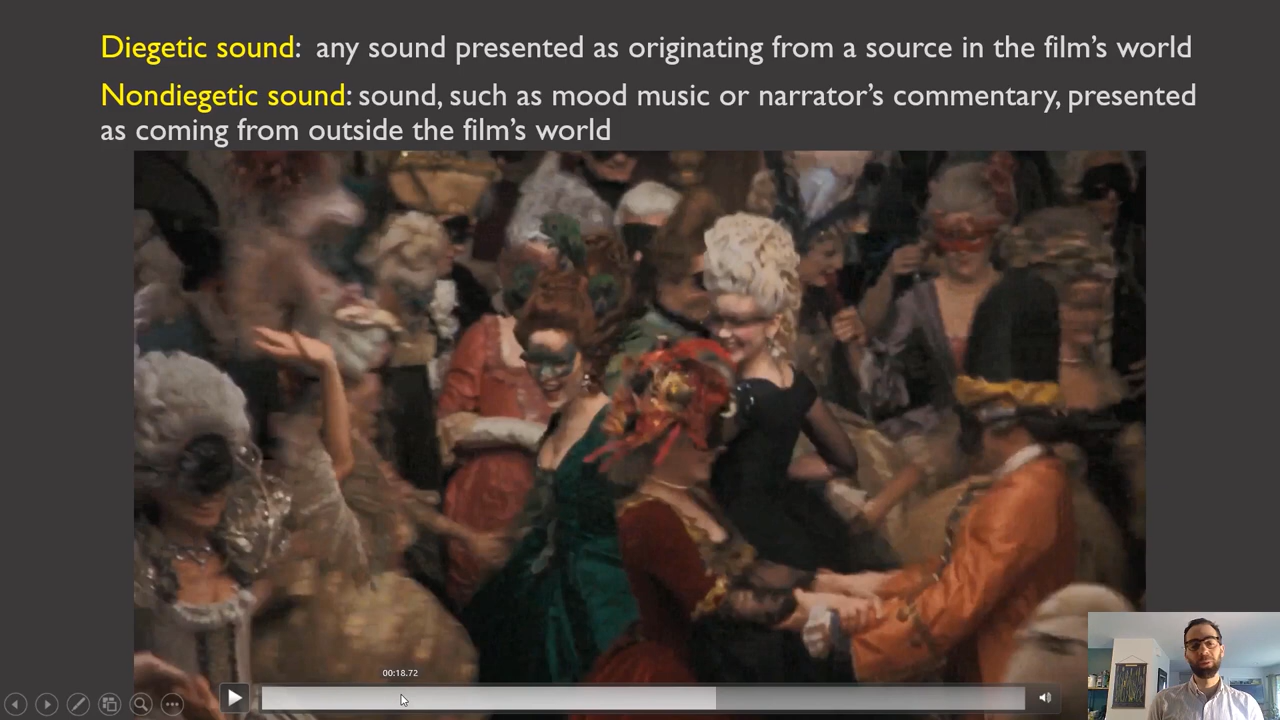 Diegetic sound: any sound presented as originating from a source in the film's world
Nondiegetic sound: sound, such as mood music or narrator's commentary, presented
as coming from outside the film's world
00:18.72